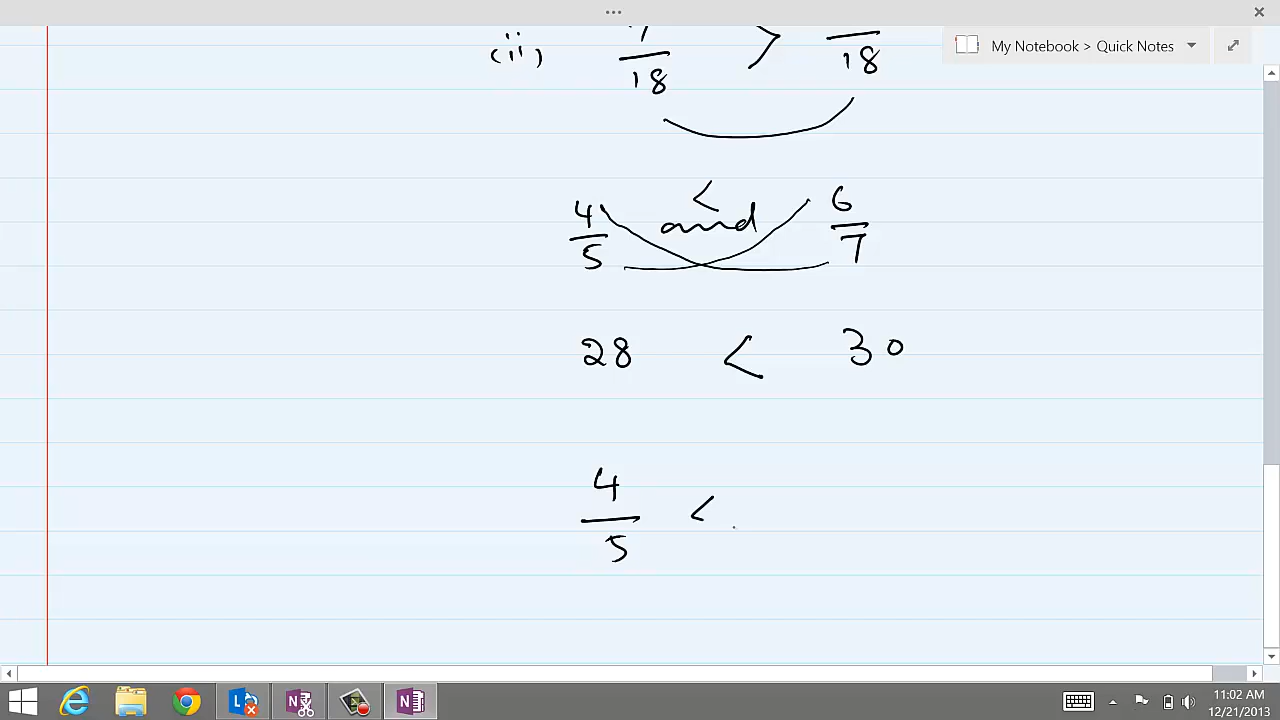 (ii) /18 > /18
My Notebook > Quick Notes
<
4/5 and 6/7
28 < 30
4/5 <
11:02 AM
12/21/2013